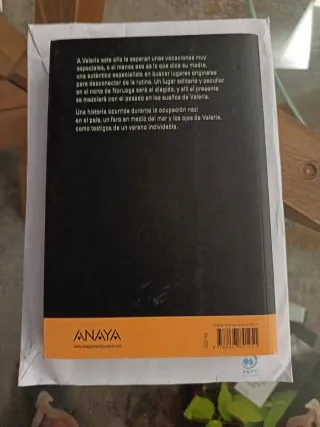 A Valeria este año le esperan unas vacaciones muy
especiales, o al menos eso es lo que dice su madre,
una auténtica especialista en buscar lugares originales
para desconectar de la rutina. Un lugar solitario y peculiar
en el norte de Noruega será el elegido, y allí el presente
se mezclará con el pasado en los sueños de Valeria.
Una historia ocurrida durante la ocupación nazi
en el país, un faro en medio del mar y los ojos de Valeria,
como testigos de un verano inolvidable.
ANAYA
PEFC